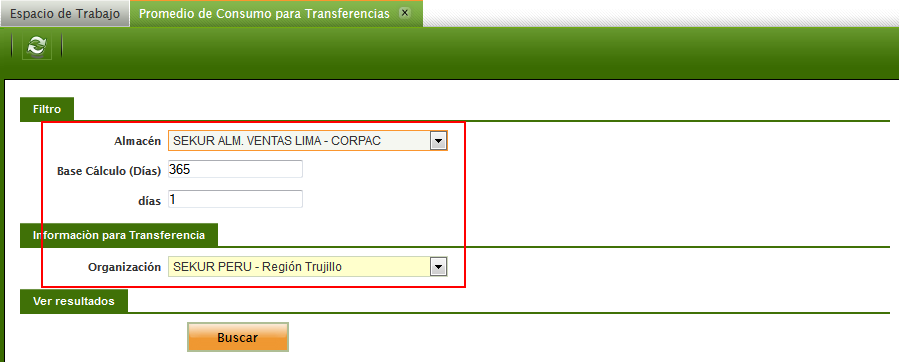 Espacio de Trabajo
Promedio de Consumo para Transferencias
Filtro
Almacén SEKUR ALM. VENTAS LIMA - CORPAC
Base Cálculo (Días) 365
días 1
Informaciòn para Transferencia
Organización SEKUR PERU - Región Trujillo
Ver resultados
Buscar